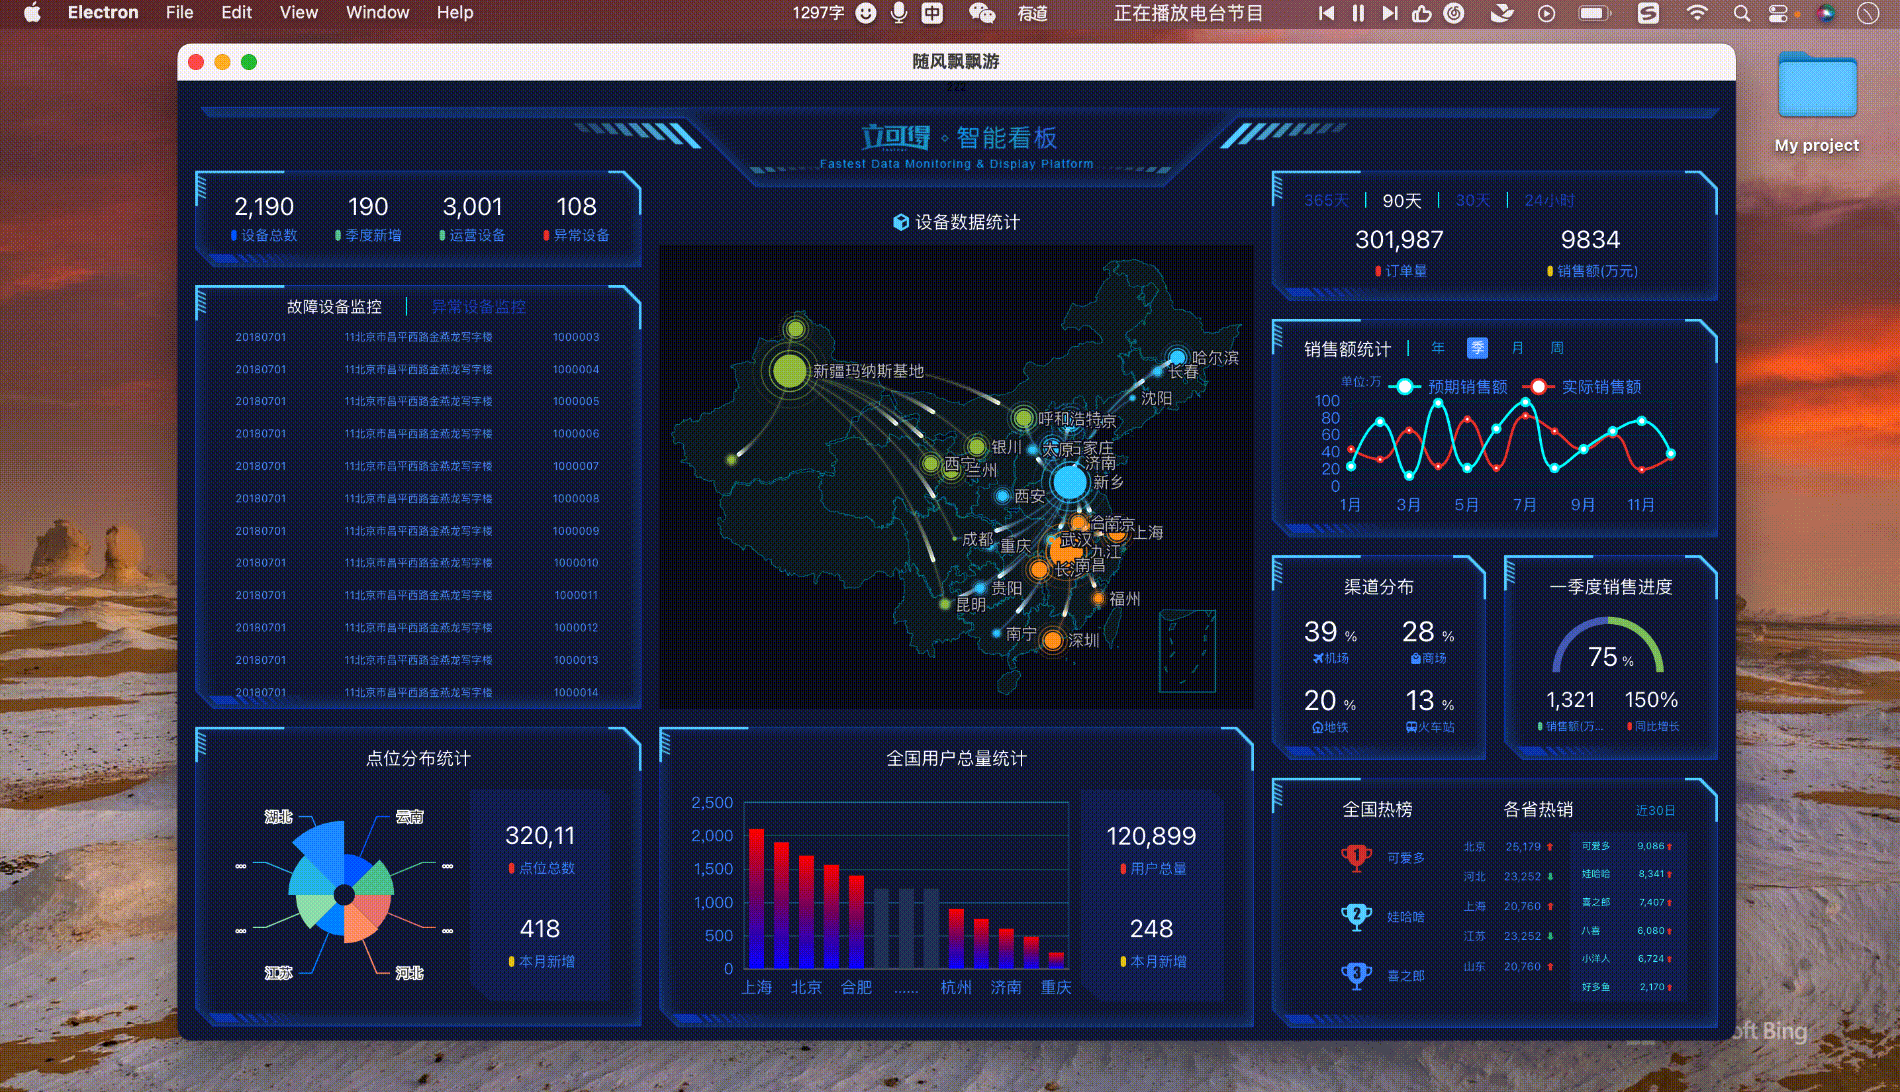 Electron File Edit View Window Help 1297字 中 有道 正在播放电台节目
随风飘飘游
My project
立可得 智能看板
Fastest Data Monitoring & Display Platform
2,190 190 3,001 108
设备总数 季度新增 运营设备 异常设备
故障设备监控 异常设备监控
20180701 11北京市昌平西路金燕龙写字楼 1000003
20180701 11北京市昌平西路金燕龙写字楼 1000004
20180701 11北京市昌平西路金燕龙写字楼 1000005
20180701 11北京市昌平西路金燕龙写字楼 1000006
20180701 11北京市昌平西路金燕龙写字楼 1000007
20180701 11北京市昌平西路金燕龙写字楼 1000008
20180701 11北京市昌平西路金燕龙写字楼 1000009
20180701 11北京市昌平西路金燕龙写字楼 1000010
20180701 11北京市昌平西路金燕龙写字楼 1000011
20180701 11北京市昌平西路金燕龙写字楼 1000012
20180701 11北京市昌平西路金燕龙写字楼 1000013
20180701 11北京市昌平西路金燕龙写字楼 1000014
点位分布统计
湖北 云南
江苏 河北
320,11
点位总数
418
本月新增
设备数据统计
新疆玛纳斯基地
哈尔滨
长春
沈阳
呼和浩特
银川 太原 石家庄
西宁 兰州 济南
新乡
西安
南京
上海
成都 重庆 武汉 九江
南昌
贵阳
昆明
福州
南宁 深圳
全国用户总量统计
2,500
2,000
1,500
1,000
500
0
上海 北京 合肥 ...... 杭州 济南 重庆
120,899
用户总量
248
本月新增
365天 90天 30天 24小时
301,987 9834
订单量 销售额(万元)
销售额统计 年 季 月 周
单位:万 预期销售额 实际销售额
100
80
60
40
20
0
1月 3月 5月 7月 9月 11月
渠道分布
39 % 28 %
机场 商场
20 % 13 %
地铁 火车站
一季度销售进度
75 %
1,321 150%
销售额(万... 同比增长
全国热榜 各省热销 近30日
1 可爱多
2 娃哈啥
3 喜之郎
北京 25,179
河北 23,252
上海 20,760
江苏 23,252
山东 20,760
可爱多 9,086
娃哈哈 8,341
喜之郎 7,407
八喜 6,080
小洋人 6,724
好多鱼 2,170
oft Bing